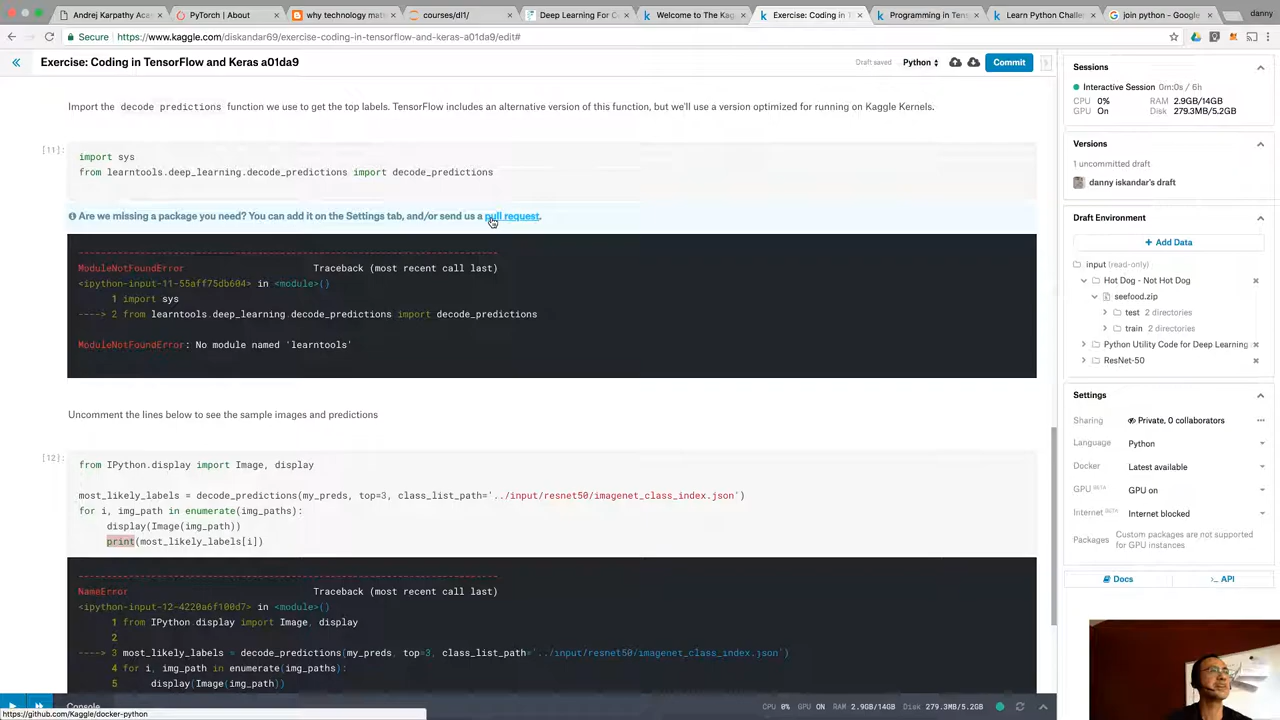 Andrej Karpathy Acade
PyTorch | About
why technology mat
courses/dl1/
Deep Learning For C
Welcome to The Kag
Exercise: Coding in T
Programming in Ten
Learn Python Challe
join python - Google
danny
Secure
https://www.kaggle.com/diskandar69/exercise-coding-in-tensorflow-and-keras-a01da9/edit#
Exercise: Coding in TensorFlow and Keras a01da9
Draft saved
Python
Commit
Import the decode predictions function we use to get the top labels. TensorFlow includes an alternative version of this function, but we'll use a version optimized for running on Kaggle Kernels.
[11]:
import sys
from learntools.deep_learning.decode_predictions import decode_predictions
Are we missing a package you need? You can add it on the Settings tab, and/or send us a pull request.
---------------------------------------------------------------------------
ModuleNotFoundError Traceback (most recent call last)
<ipython-input-11-55aff75db604> in <module>()
1 import sys
----> 2 from learntools.deep_learning.decode_predictions import decode_predictions
ModuleNotFoundError: No module named 'learntools'
Uncomment the lines below to see the sample images and predictions
[12]:
from IPython.display import Image, display
most_likely_labels = decode_predictions(my_preds, top=3, class_list_path='../input/resnet50/imagenet_class_index.json')
for i, img_path in enumerate(img_paths):
display(Image(img_path))
print(most_likely_labels[i])
---------------------------------------------------------------------------
NameError Traceback (most recent call last)
<ipython-input-12-4220a6f100d7> in <module>()
1 from IPython.display import Image, display
2
----> 3 most_likely_labels = decode_predictions(my_preds, top=3, class_list_path='../input/resnet50/imagenet_class_index.json')
4 for i, img_path in enumerate(img_paths):
5 display(Image(img_path))
Console
CPU 0% GPU ON RAM 2.9GB/14GB Disk 279.3MB/5.2GB
https://github.com/Kaggle/docker-python
Sessions
Interactive Session 0m:0s / 6h
CPU 0% RAM 2.9GB/14GB
GPU On Disk 279.3MB/5.2GB
Versions
1 uncommitted draft
danny iskandar's draft
Draft Environment
+ Add Data
input (read-only)
Hot Dog - Not Hot Dog
seefood.zip
test 2 directories
train 2 directories
Python Utility Code for Deep Learning
ResNet-50
Settings
Sharing Private, 0 collaborators
Language Python
Docker Latest available
GPU BETA GPU on
Internet BETA Internet blocked
Packages Custom packages are not supported
for GPU instances
Docs
API